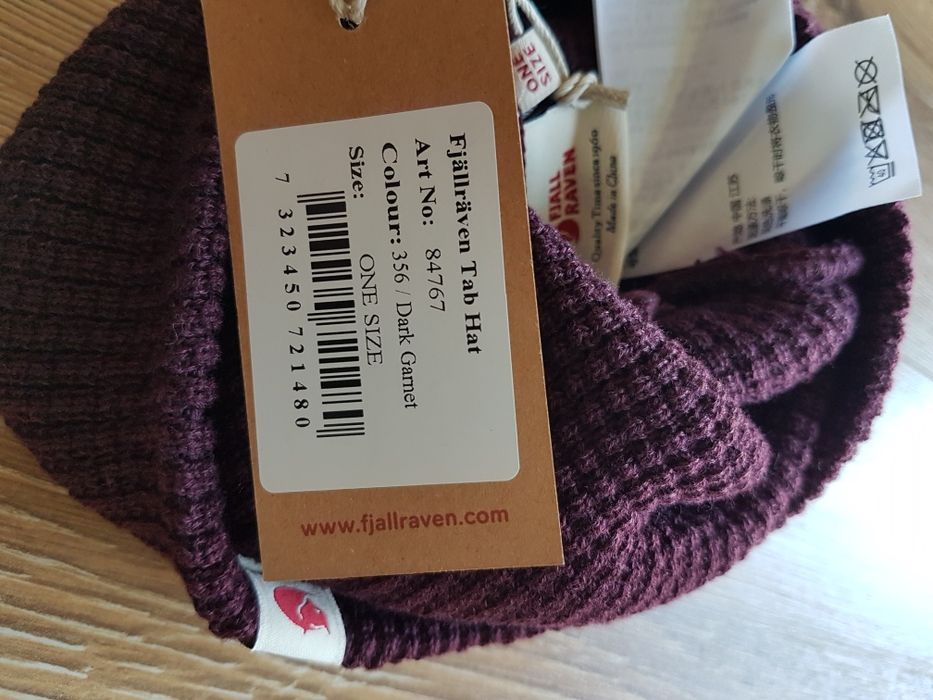 Fjällräven Tab Hat
Art No: 84767
Colour: 356 / Dark Garnet
Size: ONE SIZE
7 323450 721480
www.fjallraven.com
ONE
SIZE
FJALL
RAVEN
Quality Time since 1960
Made in China